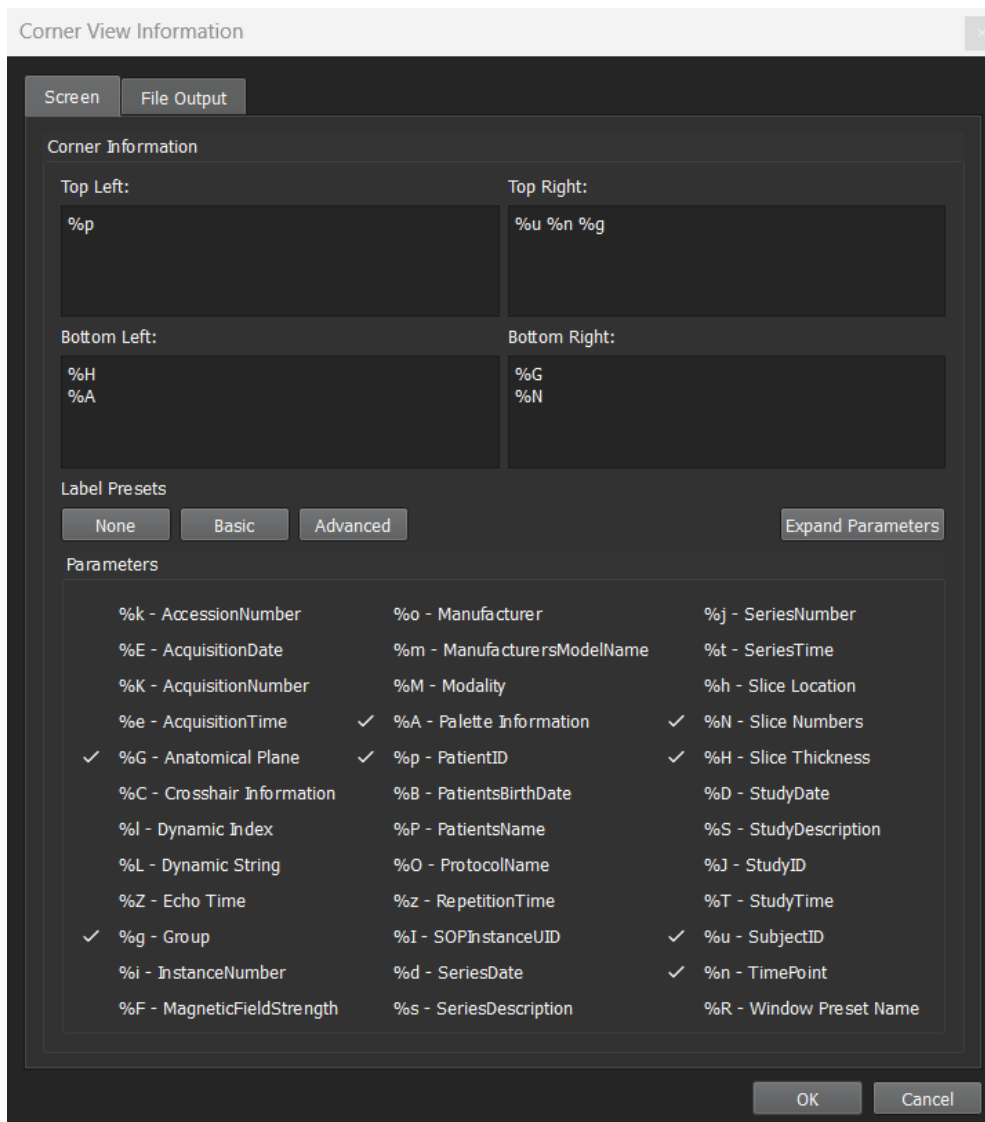 Corner View Information
Screen
File Output
Corner Information
Top Left:
Top Right:
%p
%u %n %g
Bottom Left:
Bottom Right:
%H
%A
%G
%N
Label Presets
None
Basic
Advanced
Expand Parameters
Parameters
%k - AccessionNumber
%o - Manufacturer
%j - SeriesNumber
%E - AcquisitionDate
%m - ManufacturersModelName
%t - SeriesTime
%K - AcquisitionNumber
%M - Modality
%h - Slice Location
%e - AcquisitionTime
%A - Palette Information
%N - Slice Numbers
%G - Anatomical Plane
%p - PatientID
%H - Slice Thickness
%C - Crosshair Information
%B - PatientsBirthDate
%D - StudyDate
%l - Dynamic Index
%P - PatientsName
%S - StudyDescription
%L - Dynamic String
%O - ProtocolName
%J - StudyID
%Z - Echo Time
%z - RepetitionTime
%T - StudyTime
%g - Group
%I - SOPInstanceUID
%u - SubjectID
%i - InstanceNumber
%d - SeriesDate
%n - TimePoint
%F - MagneticFieldStrength
%s - SeriesDescription
%R - Window Preset Name
OK
Cancel